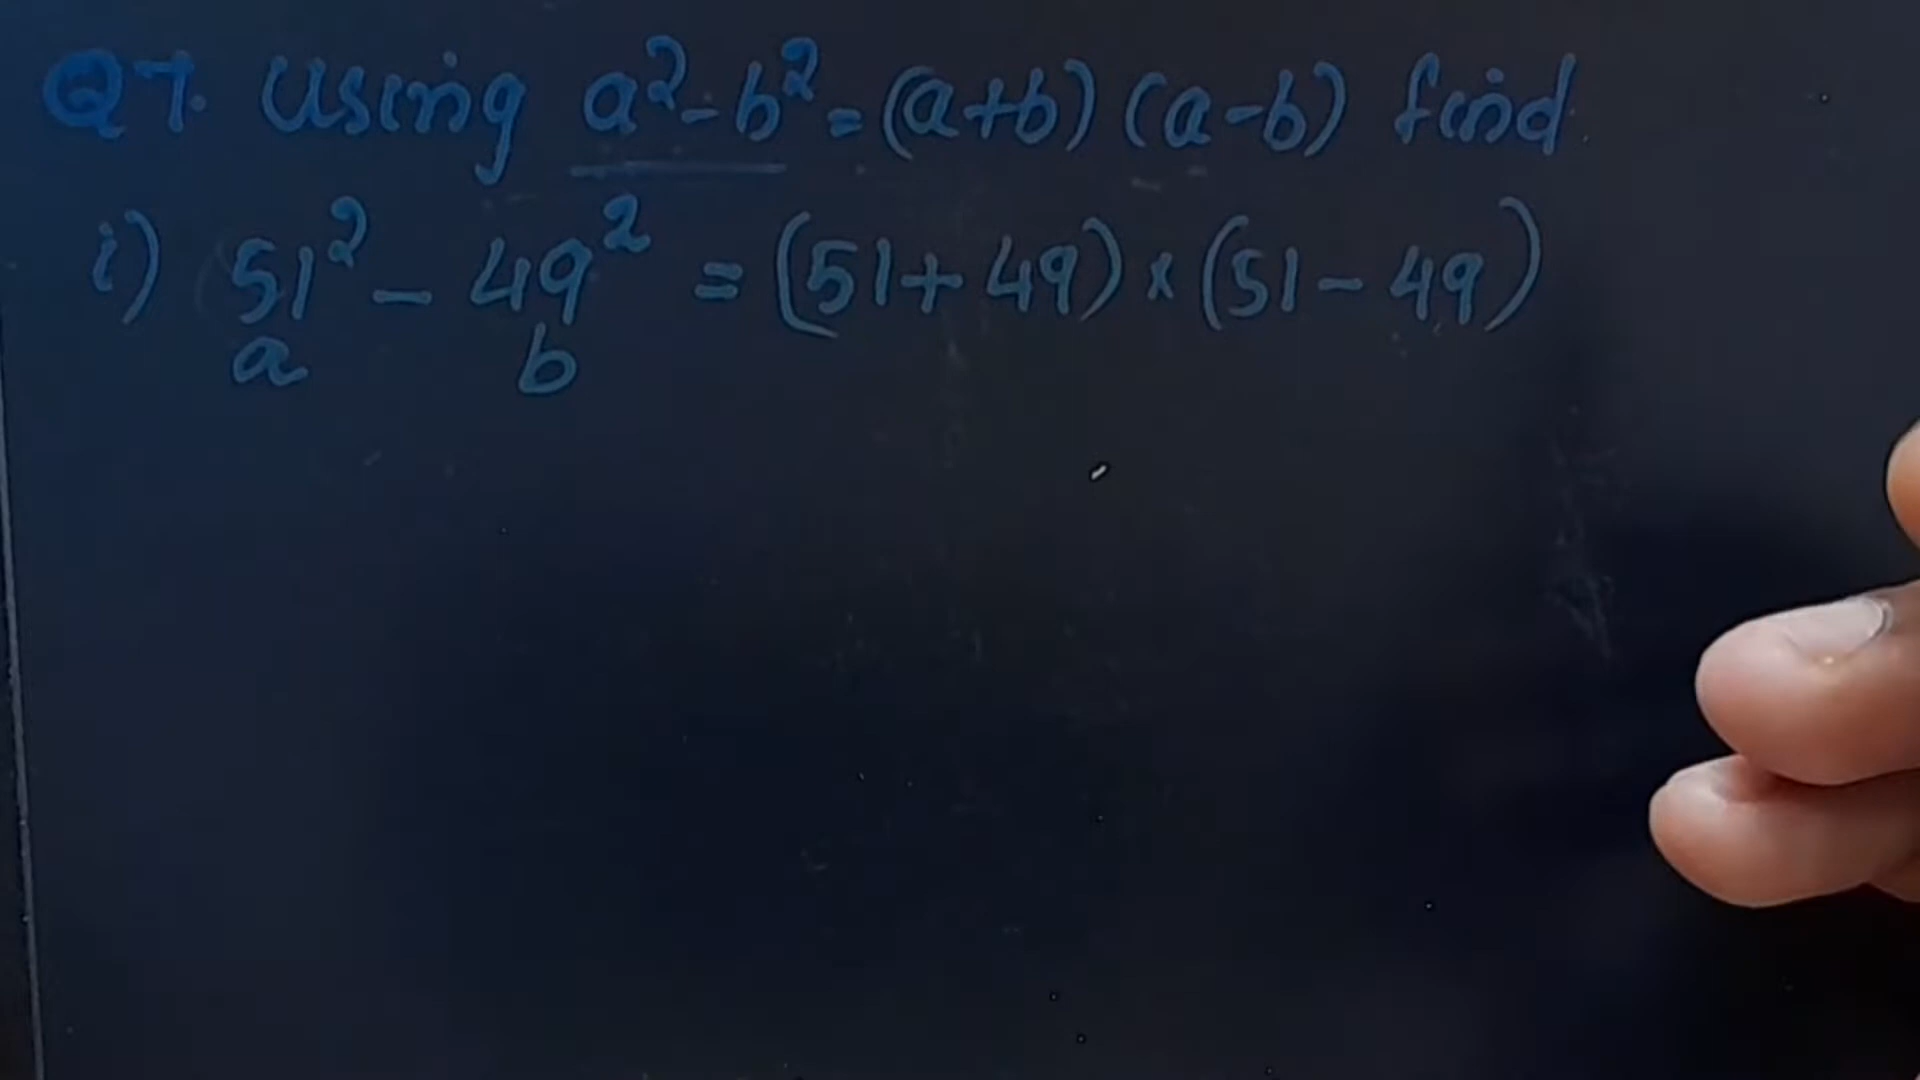 Q7. Using a²-b² = (a+b) (a-b) find
i) 51² - 49² = (51+49) × (51-49)
a b